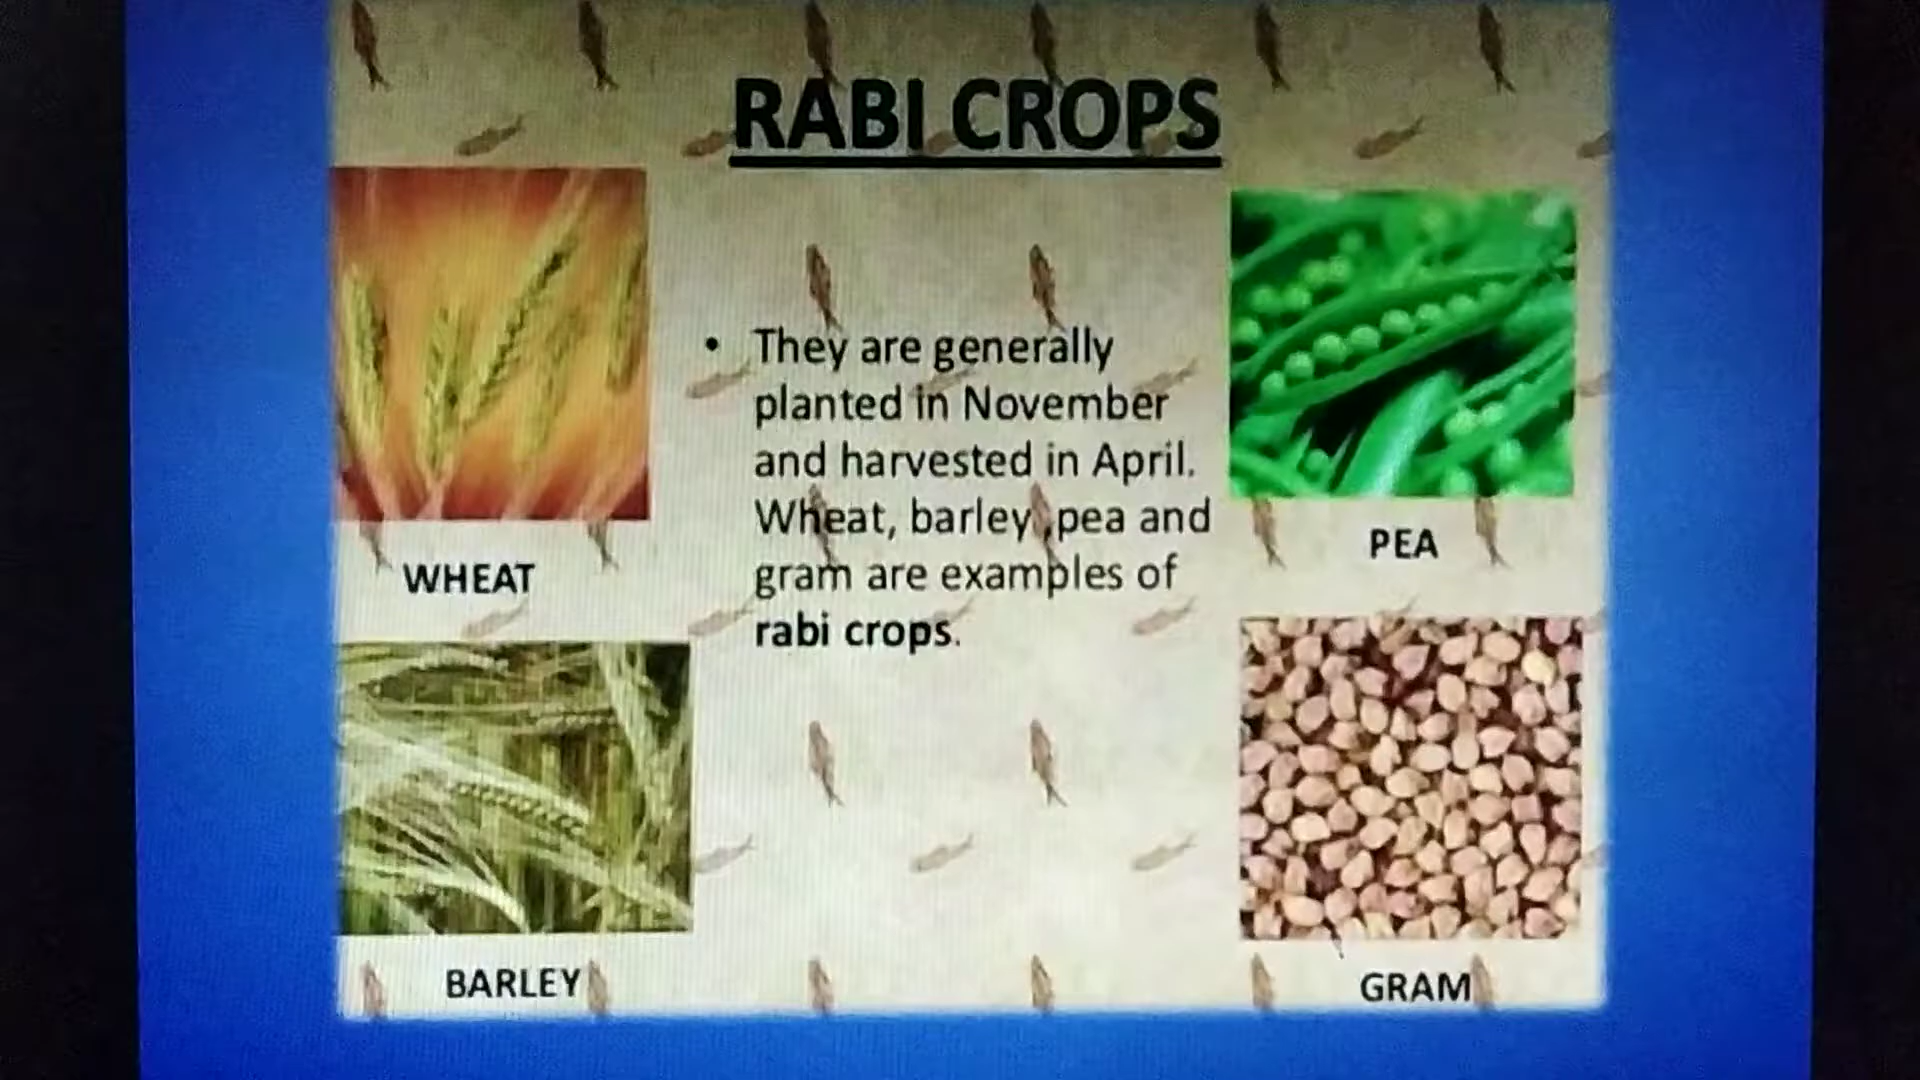 RABI CROPS
• They are generally
planted in November
and harvested in April.
Wheat, barley ,pea and
gram are examples of
rabi crops.
WHEAT
PEA
BARLEY
GRAM